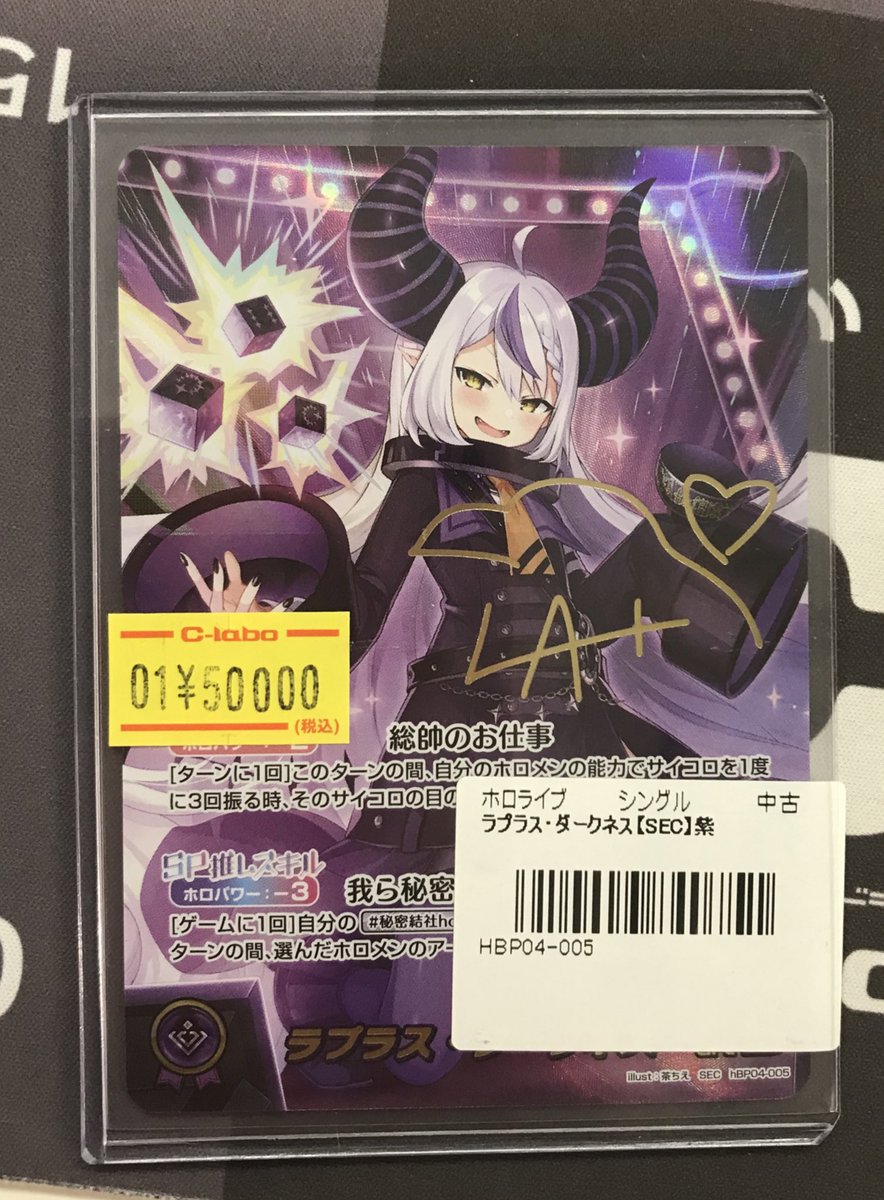 LA+
C-labo
01¥50000
(税込)
総帥のお仕事
[ターンに1回]このターンの間、自分のホロメンの能力でサイコロを1度
に3回振る時、そのサイコロの目の
ホロライブ シングル 中古
ラプラス・ダークネス【SEC】紫
HBP04-005
SP推しスキル
ホロパワー:-3
我ら秘密
[ゲームに1回]自分の #秘密結社ho
ターンの間、選んだホロメンのアー
ラプラス・
illust:茶ちえ SEC hBP04-005